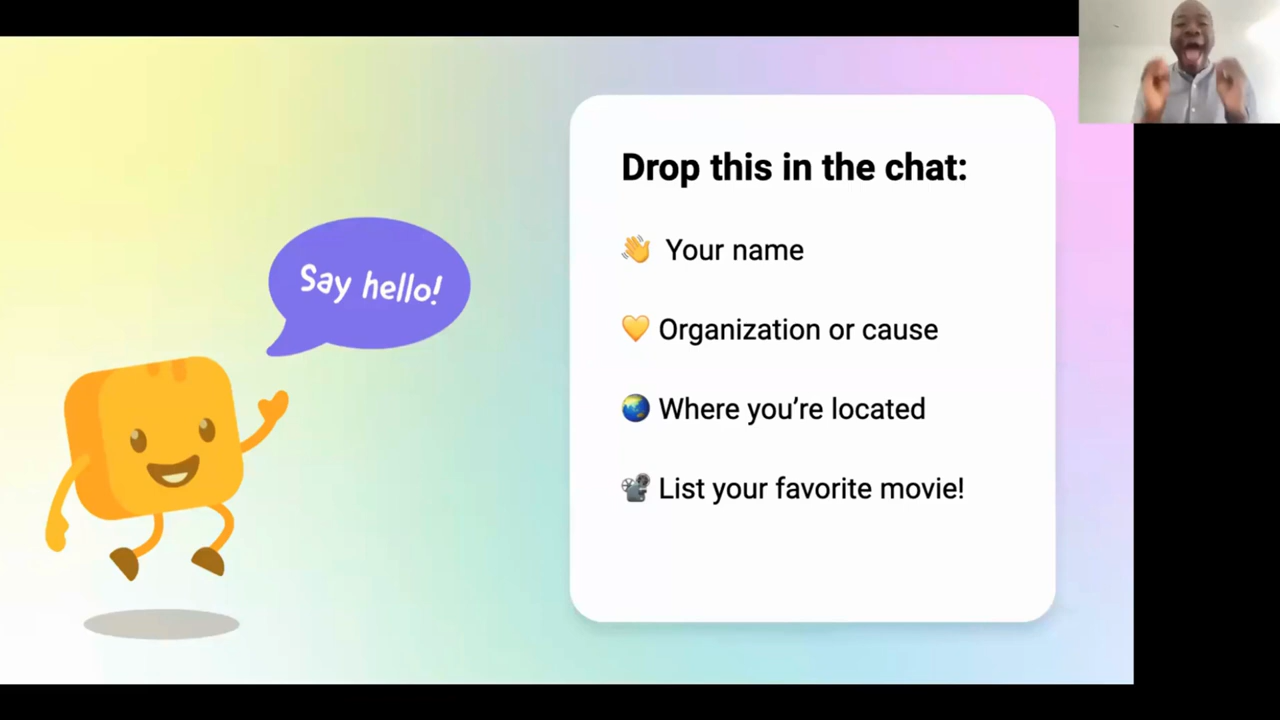 Say hello!
Drop this in the chat:
👋 Your name
💛 Organization or cause
🌏 Where you’re located
📽️ List your favorite movie!